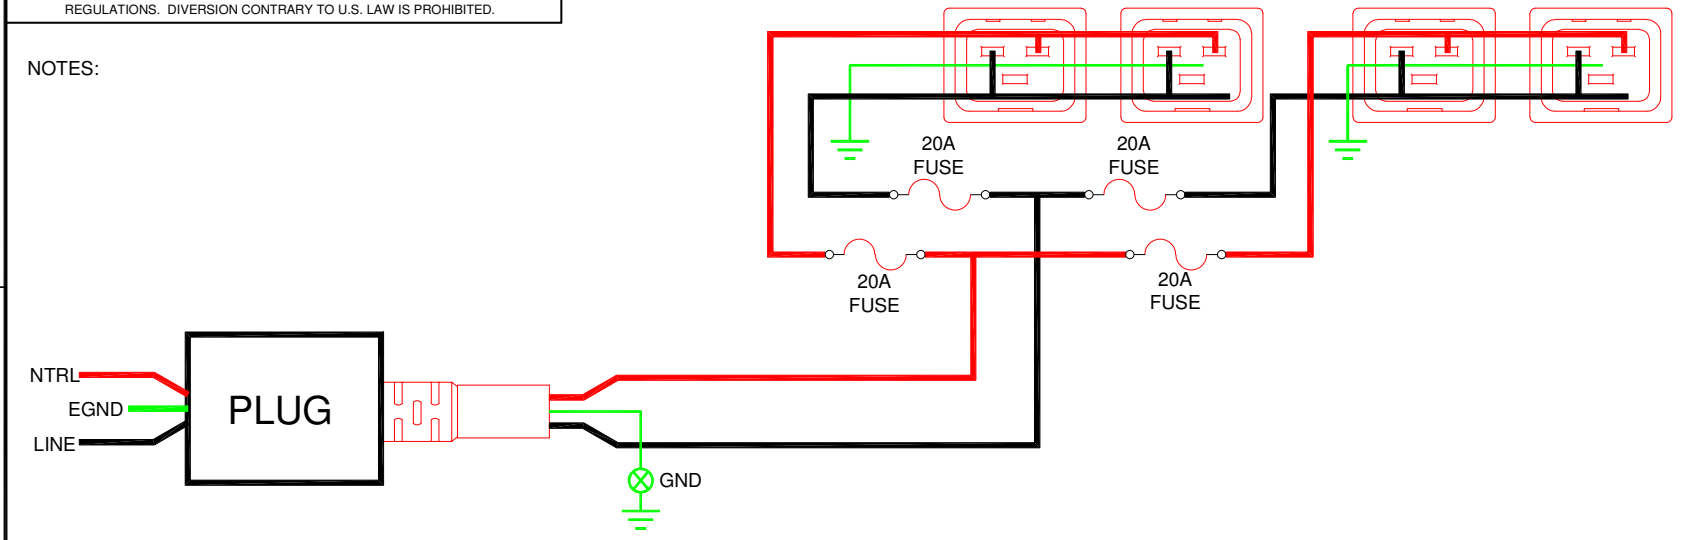 REGULATIONS. DIVERSION CONTRARY TO U.S. LAW IS PROHIBITED.
NOTES:
20A
FUSE
20A
FUSE
20A
FUSE
20A
FUSE
NTRL
EGND
LINE
PLUG
GND